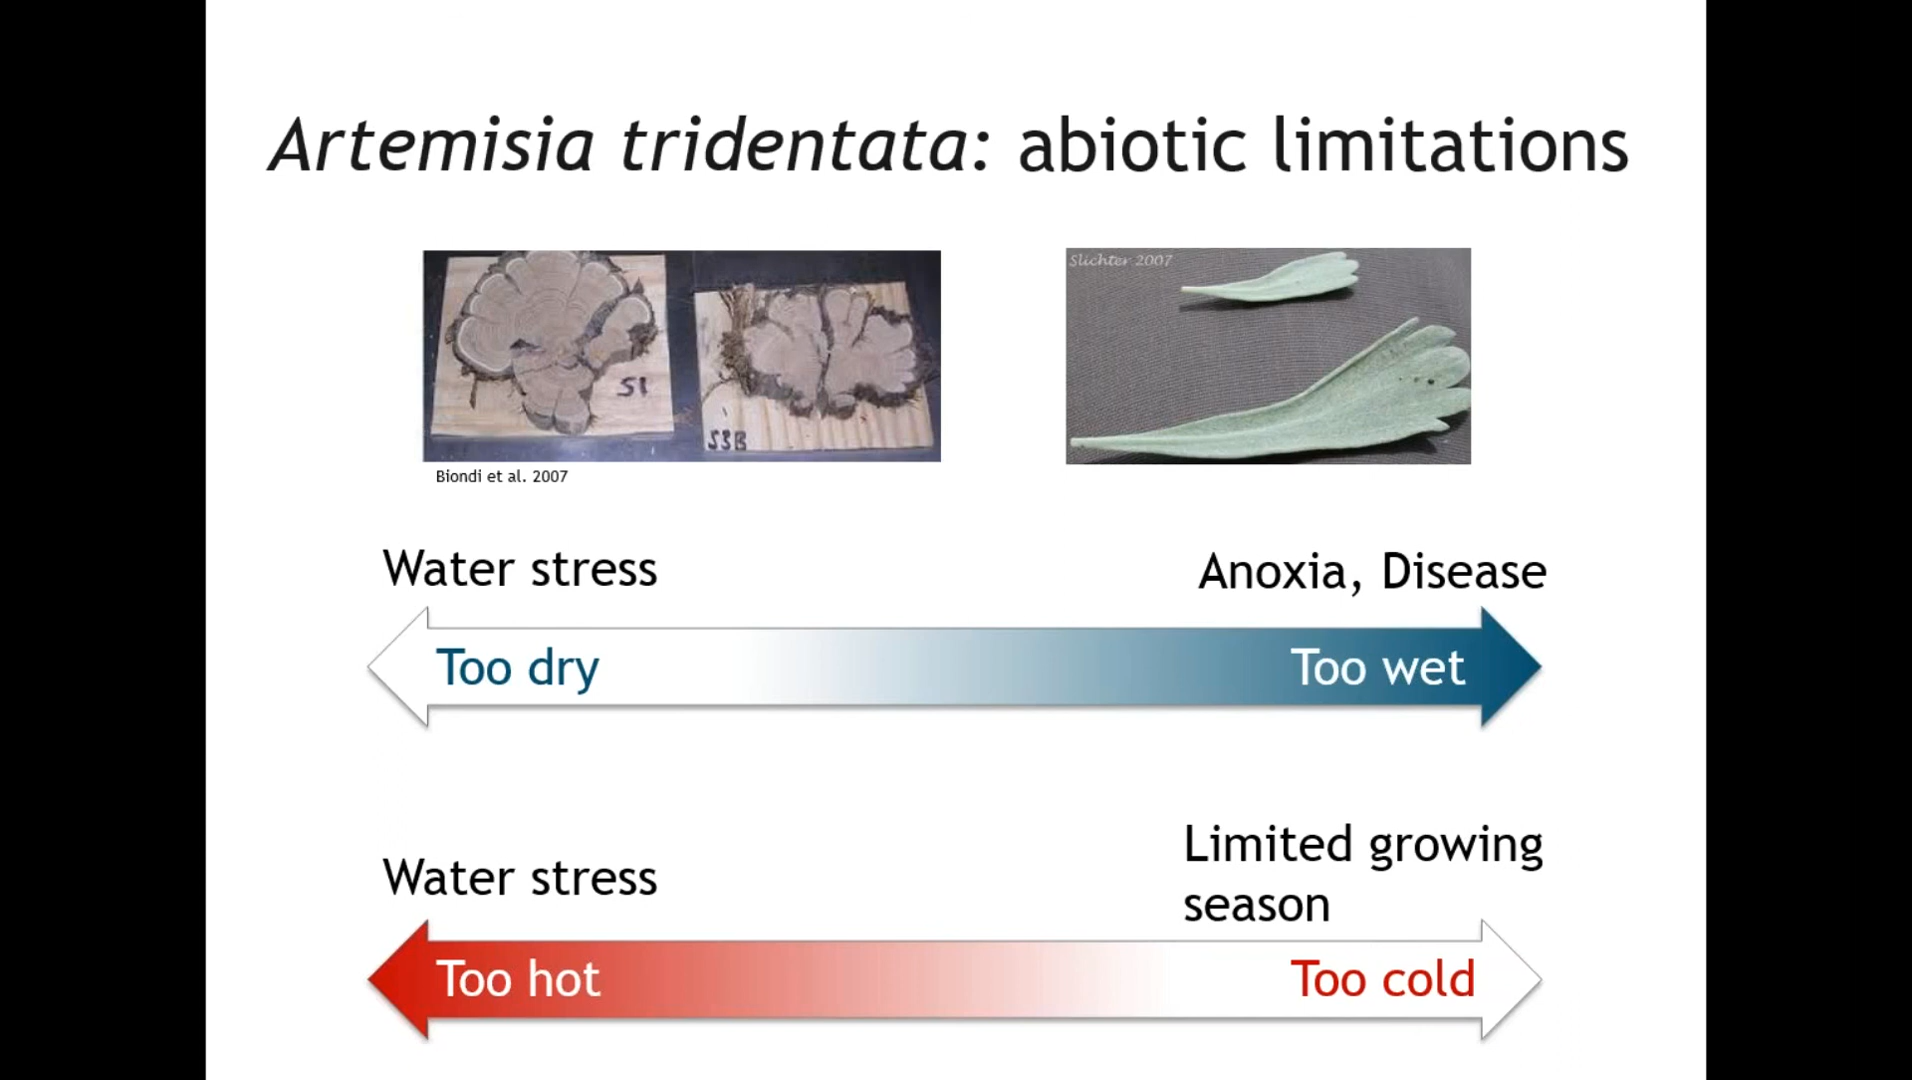 Artemisia tridentata: abiotic limitations
Slichter 2007
S1
S3B
Biondi et al. 2007
Water stress
Anoxia, Disease
Too dry
Too wet
Water stress
Limited growing
season
Too hot
Too cold